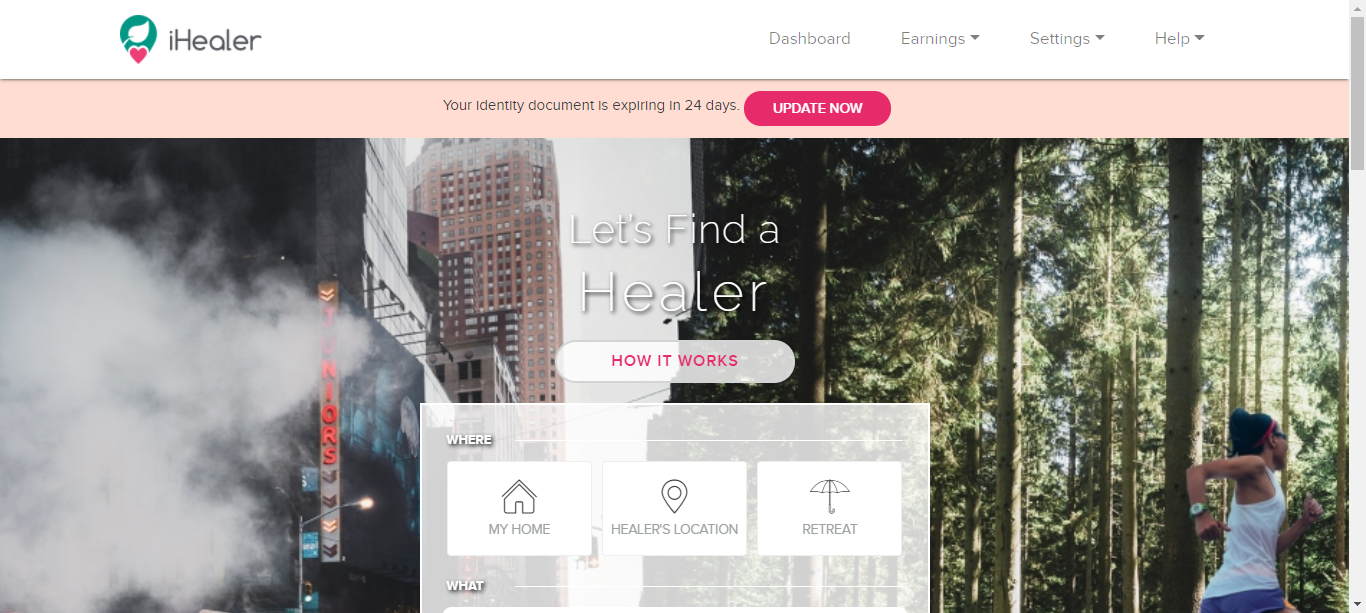 iHealer
Dashboard
Earnings
Settings
Help
Your identity document is expiring in 24 days.
UPDATE NOW
Let's Find a
Healer
HOW IT WORKS
JUNIORS
WHERE
MY HOME
HEALER'S LOCATION
RETREAT
WHAT